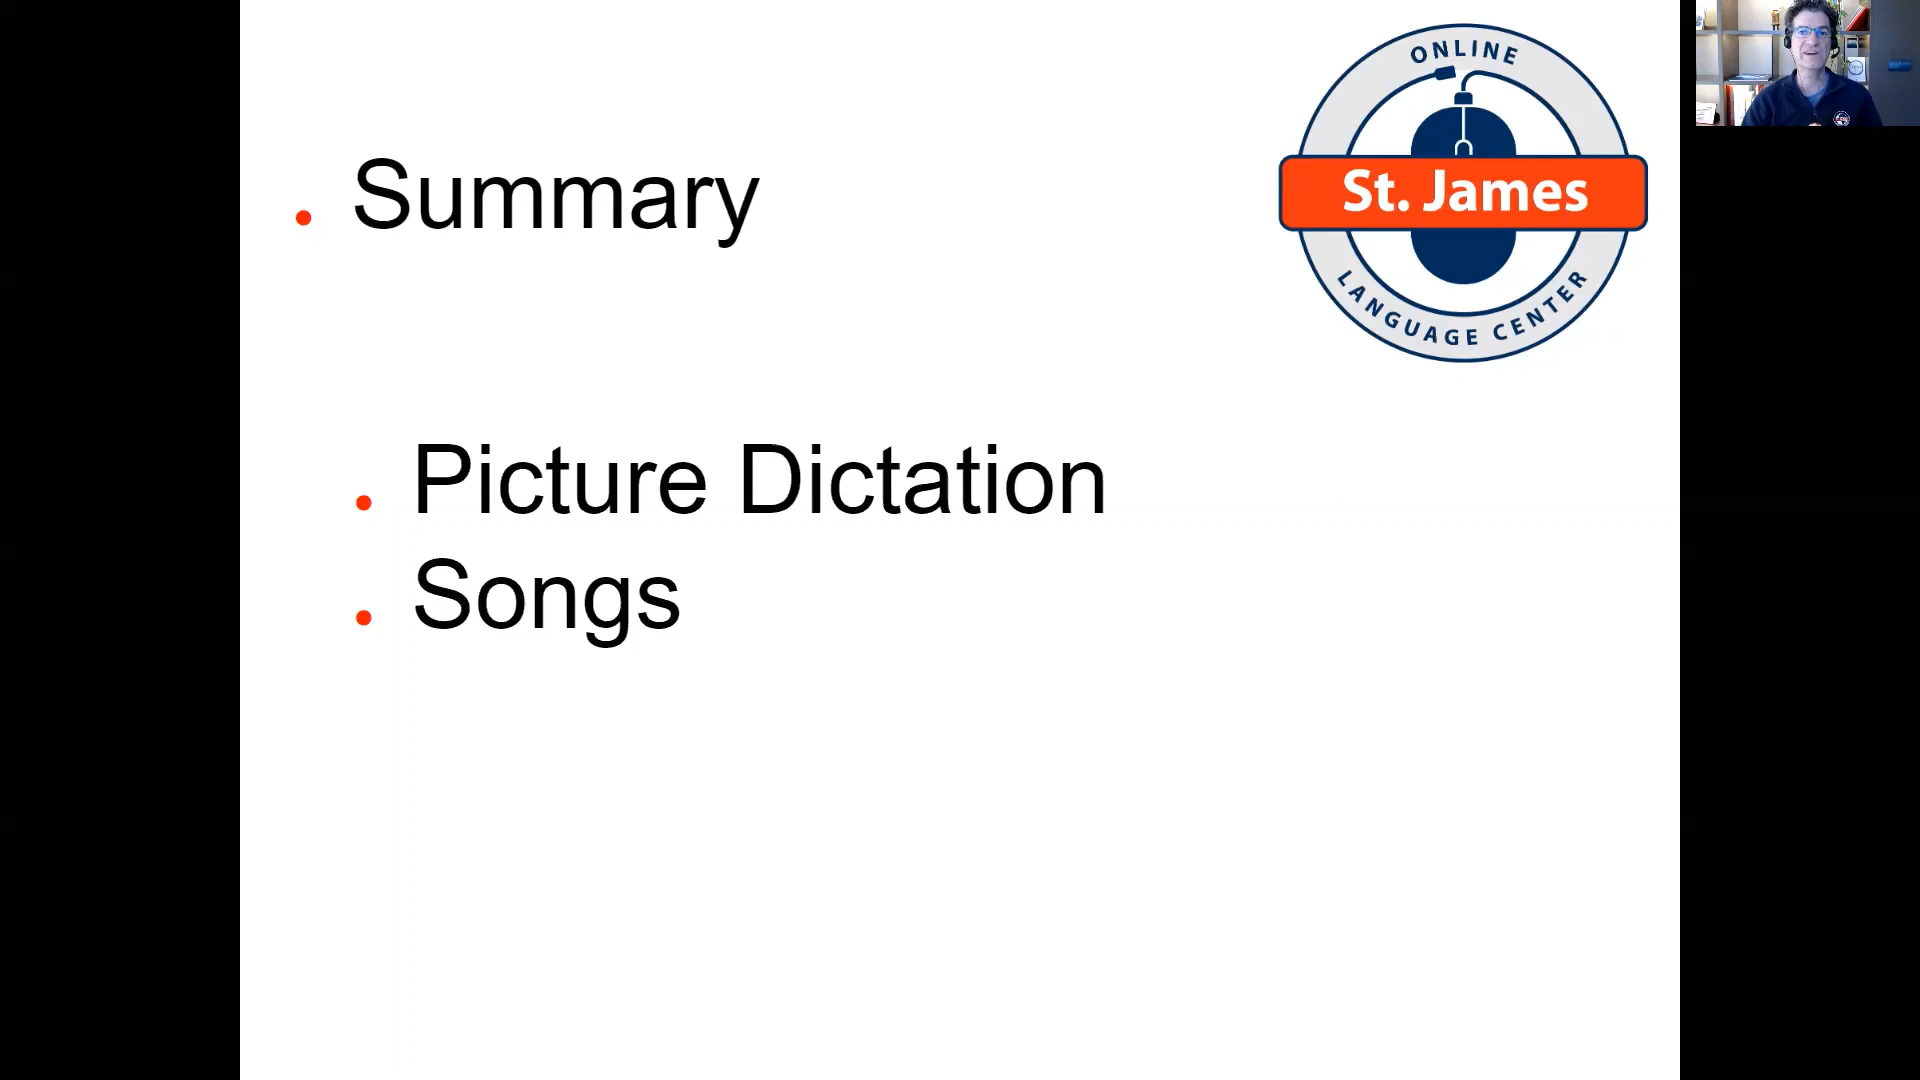 Summary
Picture Dictation
Songs
ONLINE
St. James
LANGUAGE CENTER